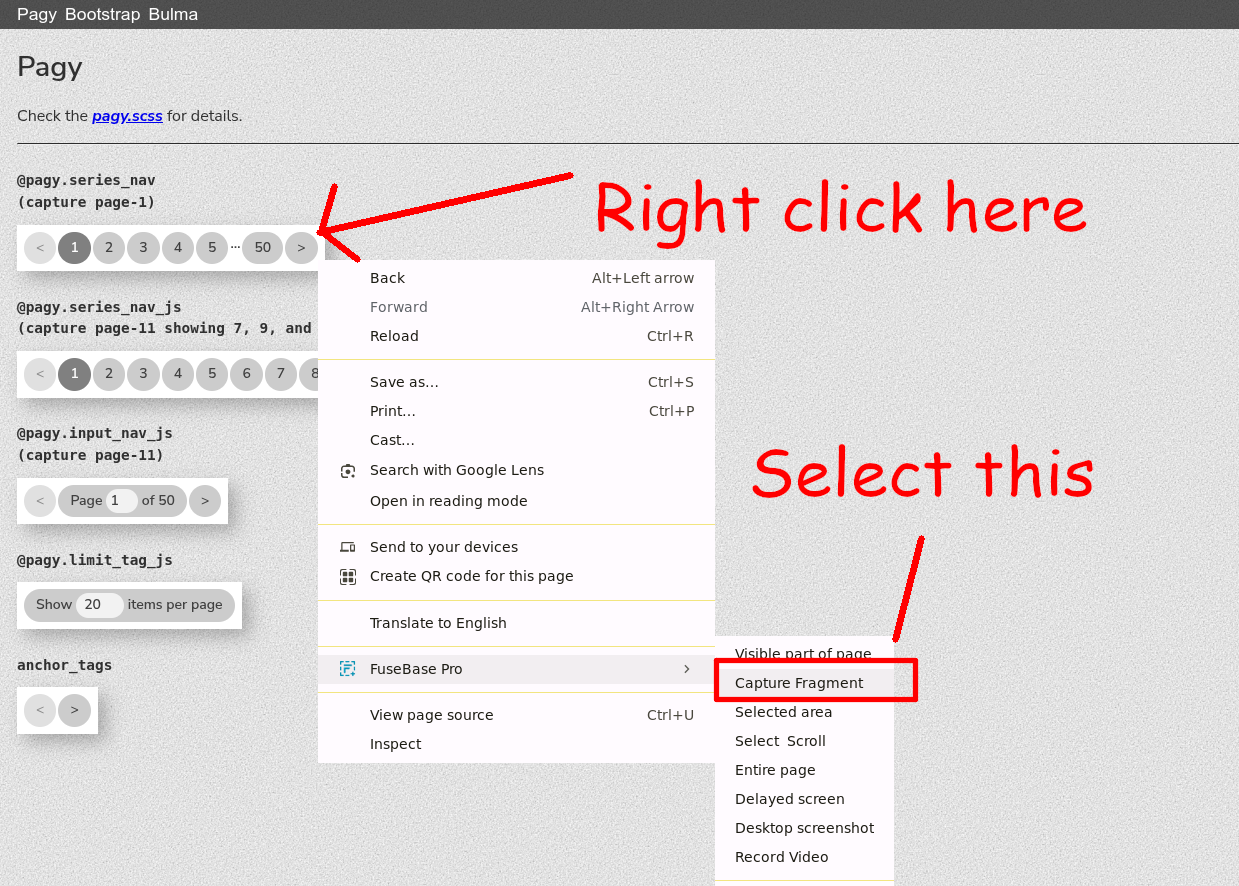 Pagy Bootstrap Bulma
Pagy
Check the pagy.scss for details.
@pagy.series_nav
(capture page-1)
Right click here
< 1 2 3 4 5 ... 50 >
@pagy.series_nav_js
(capture page-11 showing 7, 9, and
< 1 2 3 4 5 6 7 8
@pagy.input_nav_js
(capture page-11)
< Page 1 of 50 >
@pagy.limit_tag_js
Show 20 items per page
anchor_tags
< >
Back Alt+Left arrow
Forward Alt+Right Arrow
Reload Ctrl+R
Save as... Ctrl+S
Print... Ctrl+P
Cast...
Search with Google Lens
Open in reading mode
Send to your devices
Create QR code for this page
Translate to English
FuseBase Pro >
View page source Ctrl+U
Inspect
Select this
Visible part of page
Capture Fragment
Selected area
Select Scroll
Entire page
Delayed screen
Desktop screenshot
Record Video